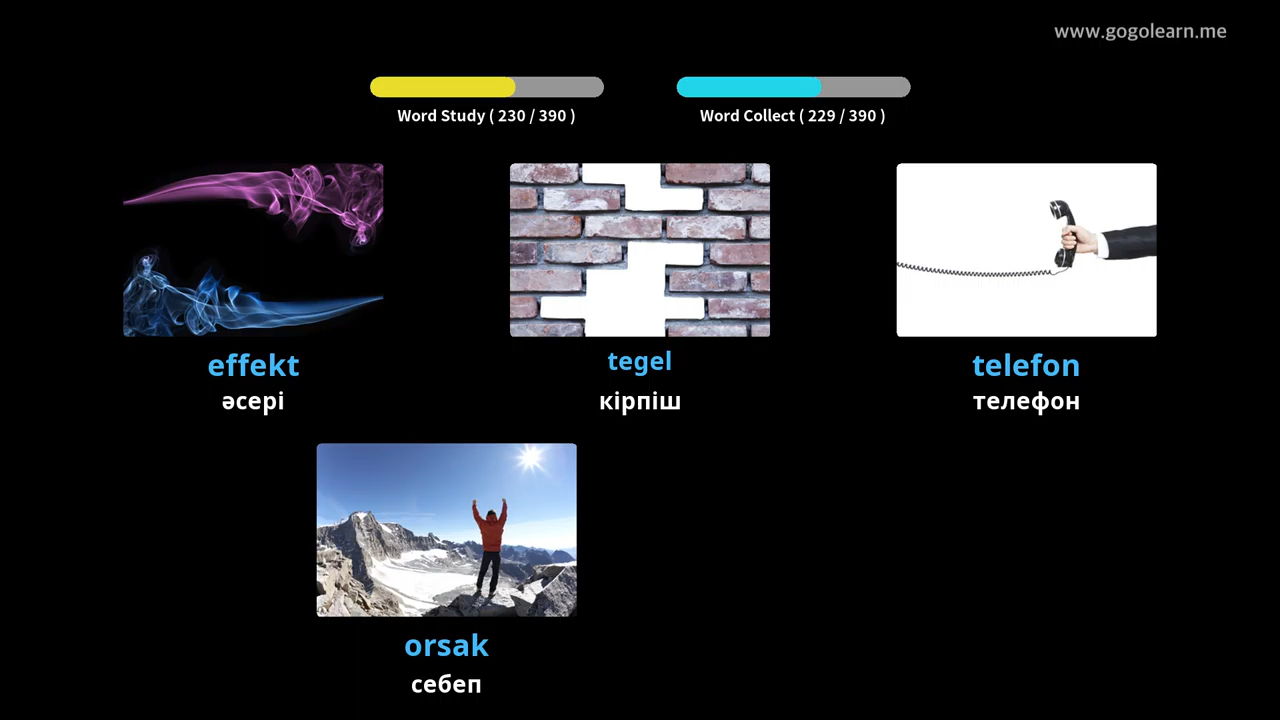 www.gogolearn.me
Word Study ( 230 / 390 )
Word Collect ( 229 / 390 )
effekt
әсері
tegel
кірпіш
telefon
телефон
orsak
себеп